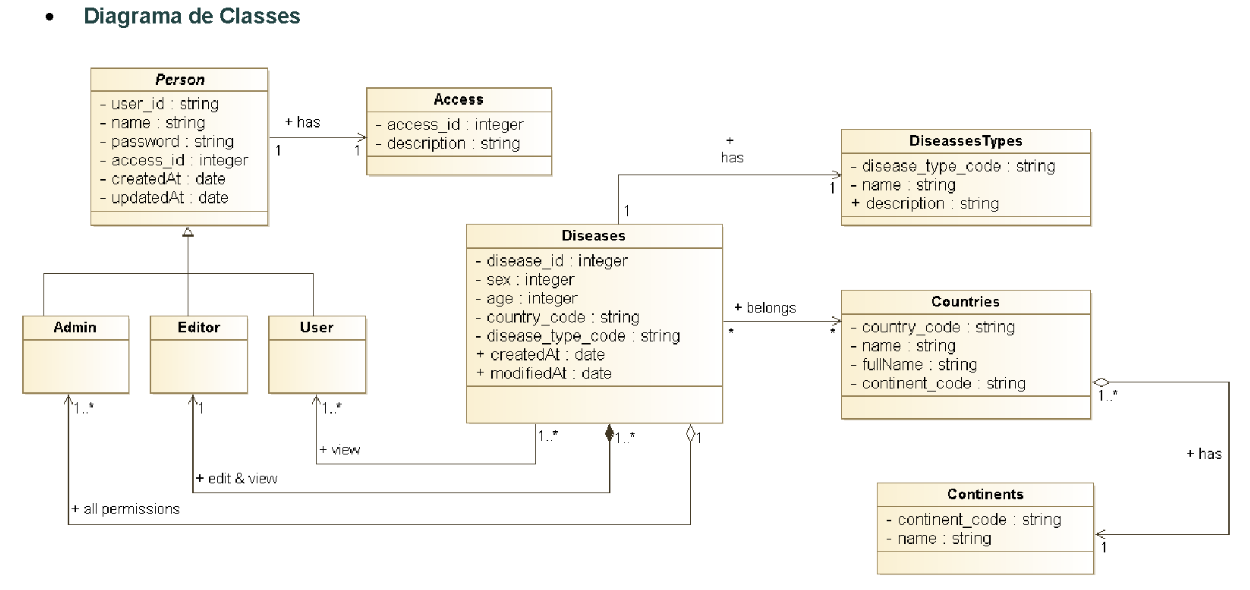 • Diagrama de Classes
Person
- user_id : string
- name : string
- password : string
- access_id : integer
- createdAt : date
- updatedAt : date
+ has
1
1
Access
- access_id : integer
- description : string
+
has
1
1
DiseassesTypes
- disease_type_code : string
- name : string
+ description : string
Diseases
- disease_id : integer
- sex : integer
- age : integer
- country_code : string
- disease_type_code : string
+ createdAt : date
+ modifiedAt : date
+ belongs
*
*
Countries
- country_code : string
- name : string
- fullName : string
- continent_code : string
Admin
Editor
User
1..*
1
1..*
1..*
1..*
1
1..*
+ view
+ edit & view
+ all permissions
+ has
Continents
- continent_code : string
- name : string
1